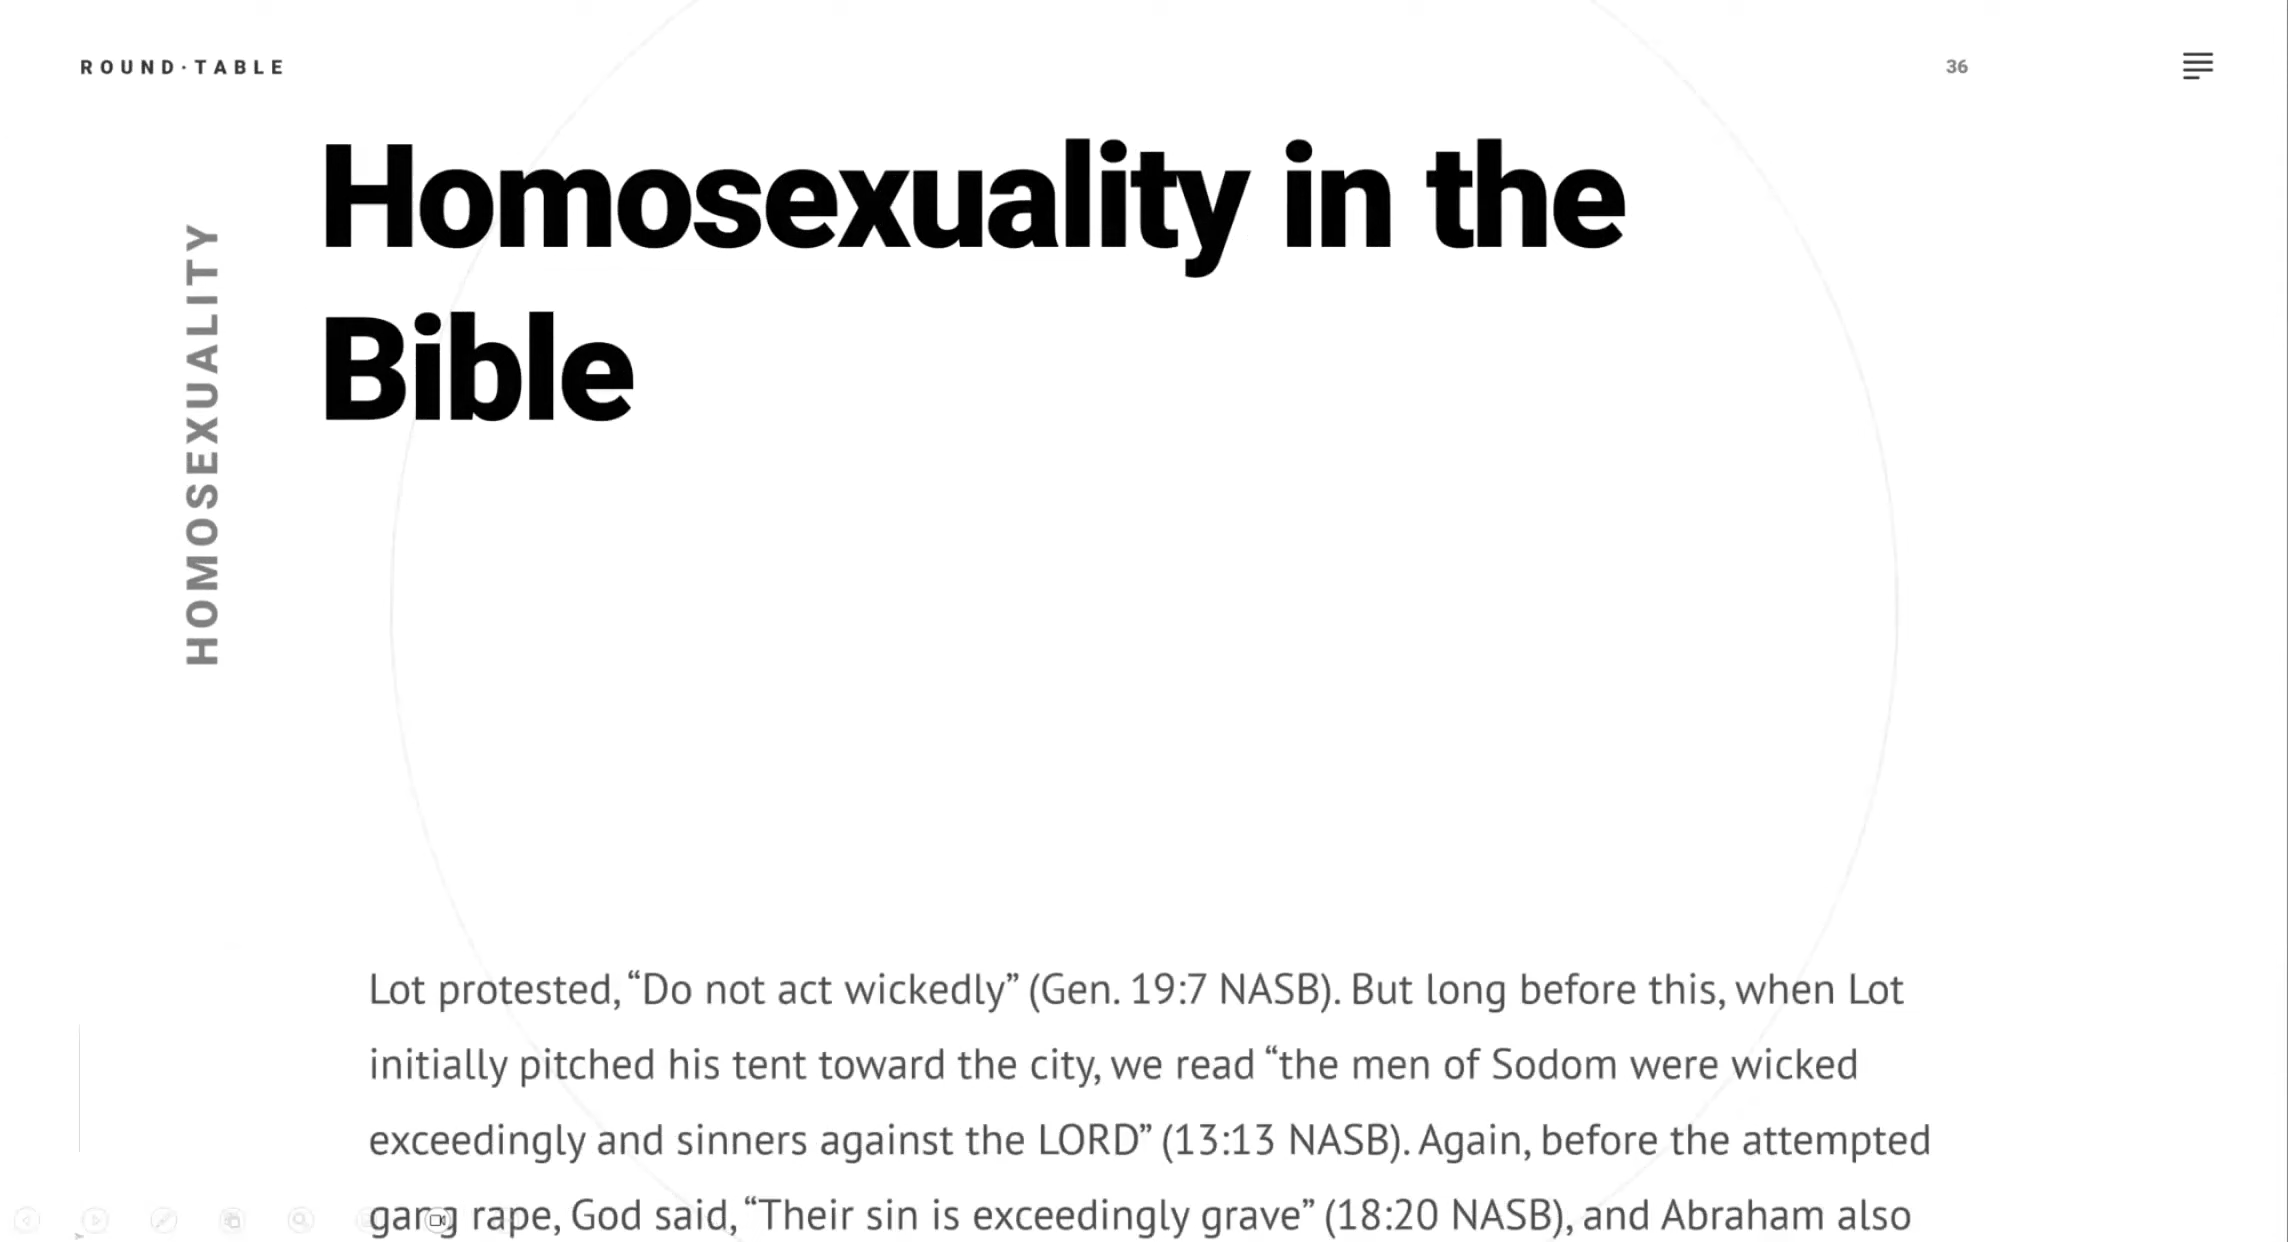 ROUND·TABLE
36
HOMOSEXUALITY
Homosexuality in the
Bible
Lot protested, “Do not act wickedly” (Gen. 19:7 NASB). But long before this, when Lot
initially pitched his tent toward the city, we read “the men of Sodom were wicked
exceedingly and sinners against the LORD” (13:13 NASB). Again, before the attempted
gang rape, God said, “Their sin is exceedingly grave” (18:20 NASB), and Abraham also